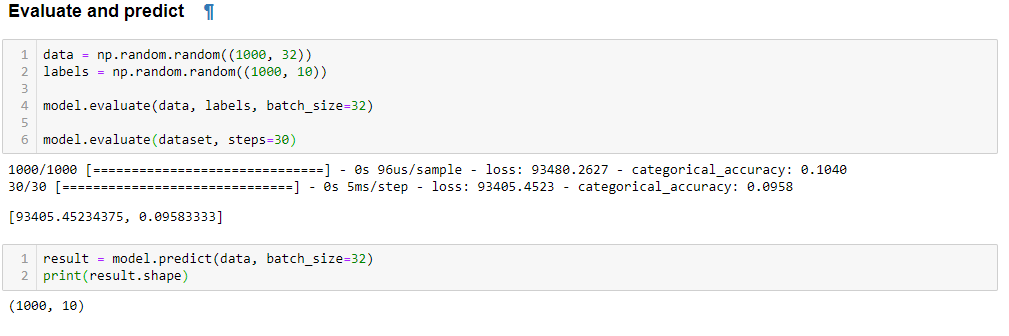 Evaluate and predict ¶
1 data = np.random.random((1000, 32))
2 labels = np.random.random((1000, 10))
3
4 model.evaluate(data, labels, batch_size=32)
5
6 model.evaluate(dataset, steps=30)
1000/1000 [==============================] - 0s 96us/sample - loss: 93480.2627 - categorical_accuracy: 0.1040
30/30 [==============================] - 0s 5ms/step - loss: 93405.4523 - categorical_accuracy: 0.0958
[93405.45234375, 0.09583333]
1 result = model.predict(data, batch_size=32)
2 print(result.shape)
(1000, 10)